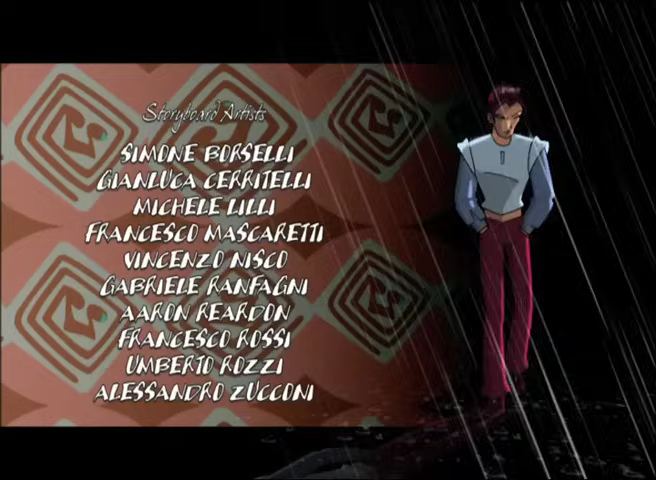 Storyboard Artists
SIMONE BORSELLI
GIANLUCA CERRITELLI
MICHELE LILLI
FRANCESCO MASCARETTI
VINCENZO NISCO
GABRIELE RANFAGNI
AARON REARDON
FRANCESCO ROSSI
UMBERTO ROZZI
ALESSANDRO ZUCCONI